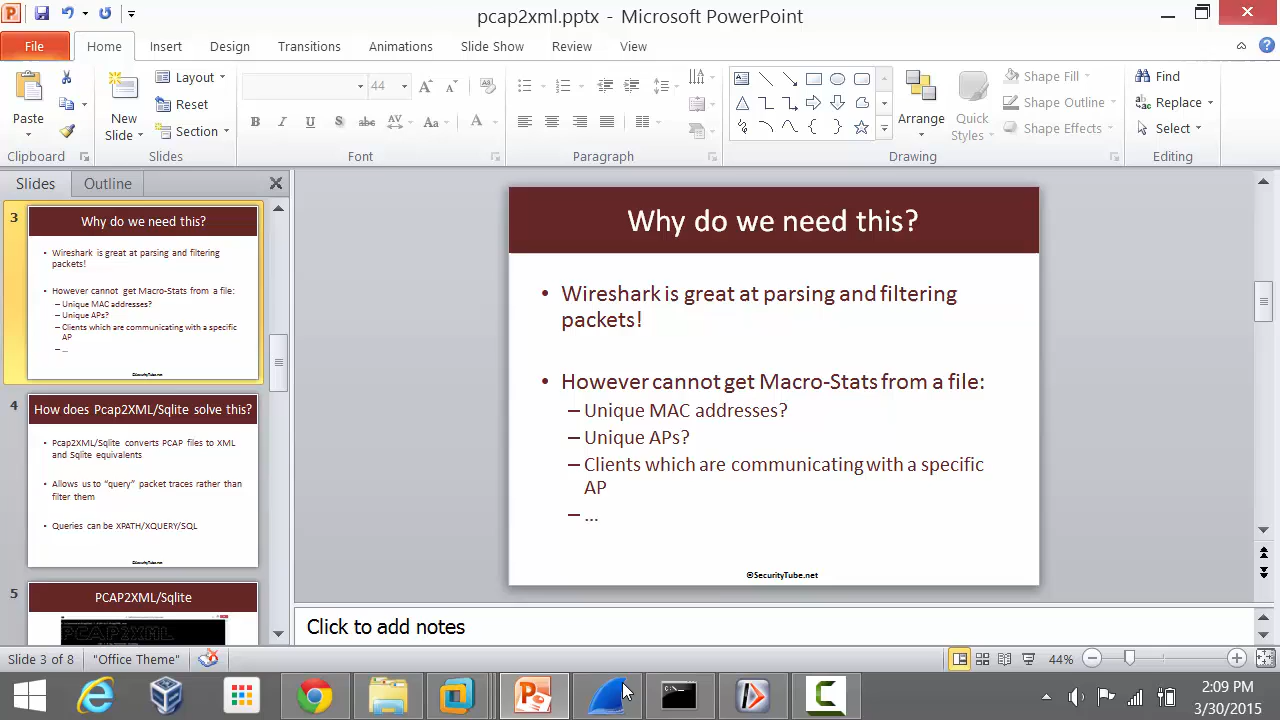 pcap2xml.pptx - Microsoft PowerPoint
File Home Insert Design Transitions Animations Slide Show Review View
Paste
Clipboard
New Slide
Layout
Reset
Section
Slides
44
Font
Paragraph
Arrange
Quick Styles
Shape Fill
Shape Outline
Shape Effects
Drawing
Find
Replace
Select
Editing
Slides Outline
3
Why do we need this?
• Wireshark is great at parsing and filtering
packets!
• However cannot get Macro-Stats from a file:
– Unique MAC addresses?
– Unique APs?
– Clients which are communicating with a specific
AP
– ...
©SecurityTube.net
4
How does Pcap2XML/Sqlite solve this?
• Pcap2XML/Sqlite converts PCAP files to XML
and Sqlite equivalents
• Allows us to “query” packet traces rather than
filter them
• Queries can be XPATH/XQUERY/SQL
©SecurityTube.net
5
PCAP2XML/Sqlite
PCAP2XML
Why do we need this?
• Wireshark is great at parsing and filtering
packets!
• However cannot get Macro-Stats from a file:
– Unique MAC addresses?
– Unique APs?
– Clients which are communicating with a specific
AP
– ...
©SecurityTube.net
Click to add notes
Slide 3 of 8 "Office Theme" 44%
2:09 PM
3/30/2015